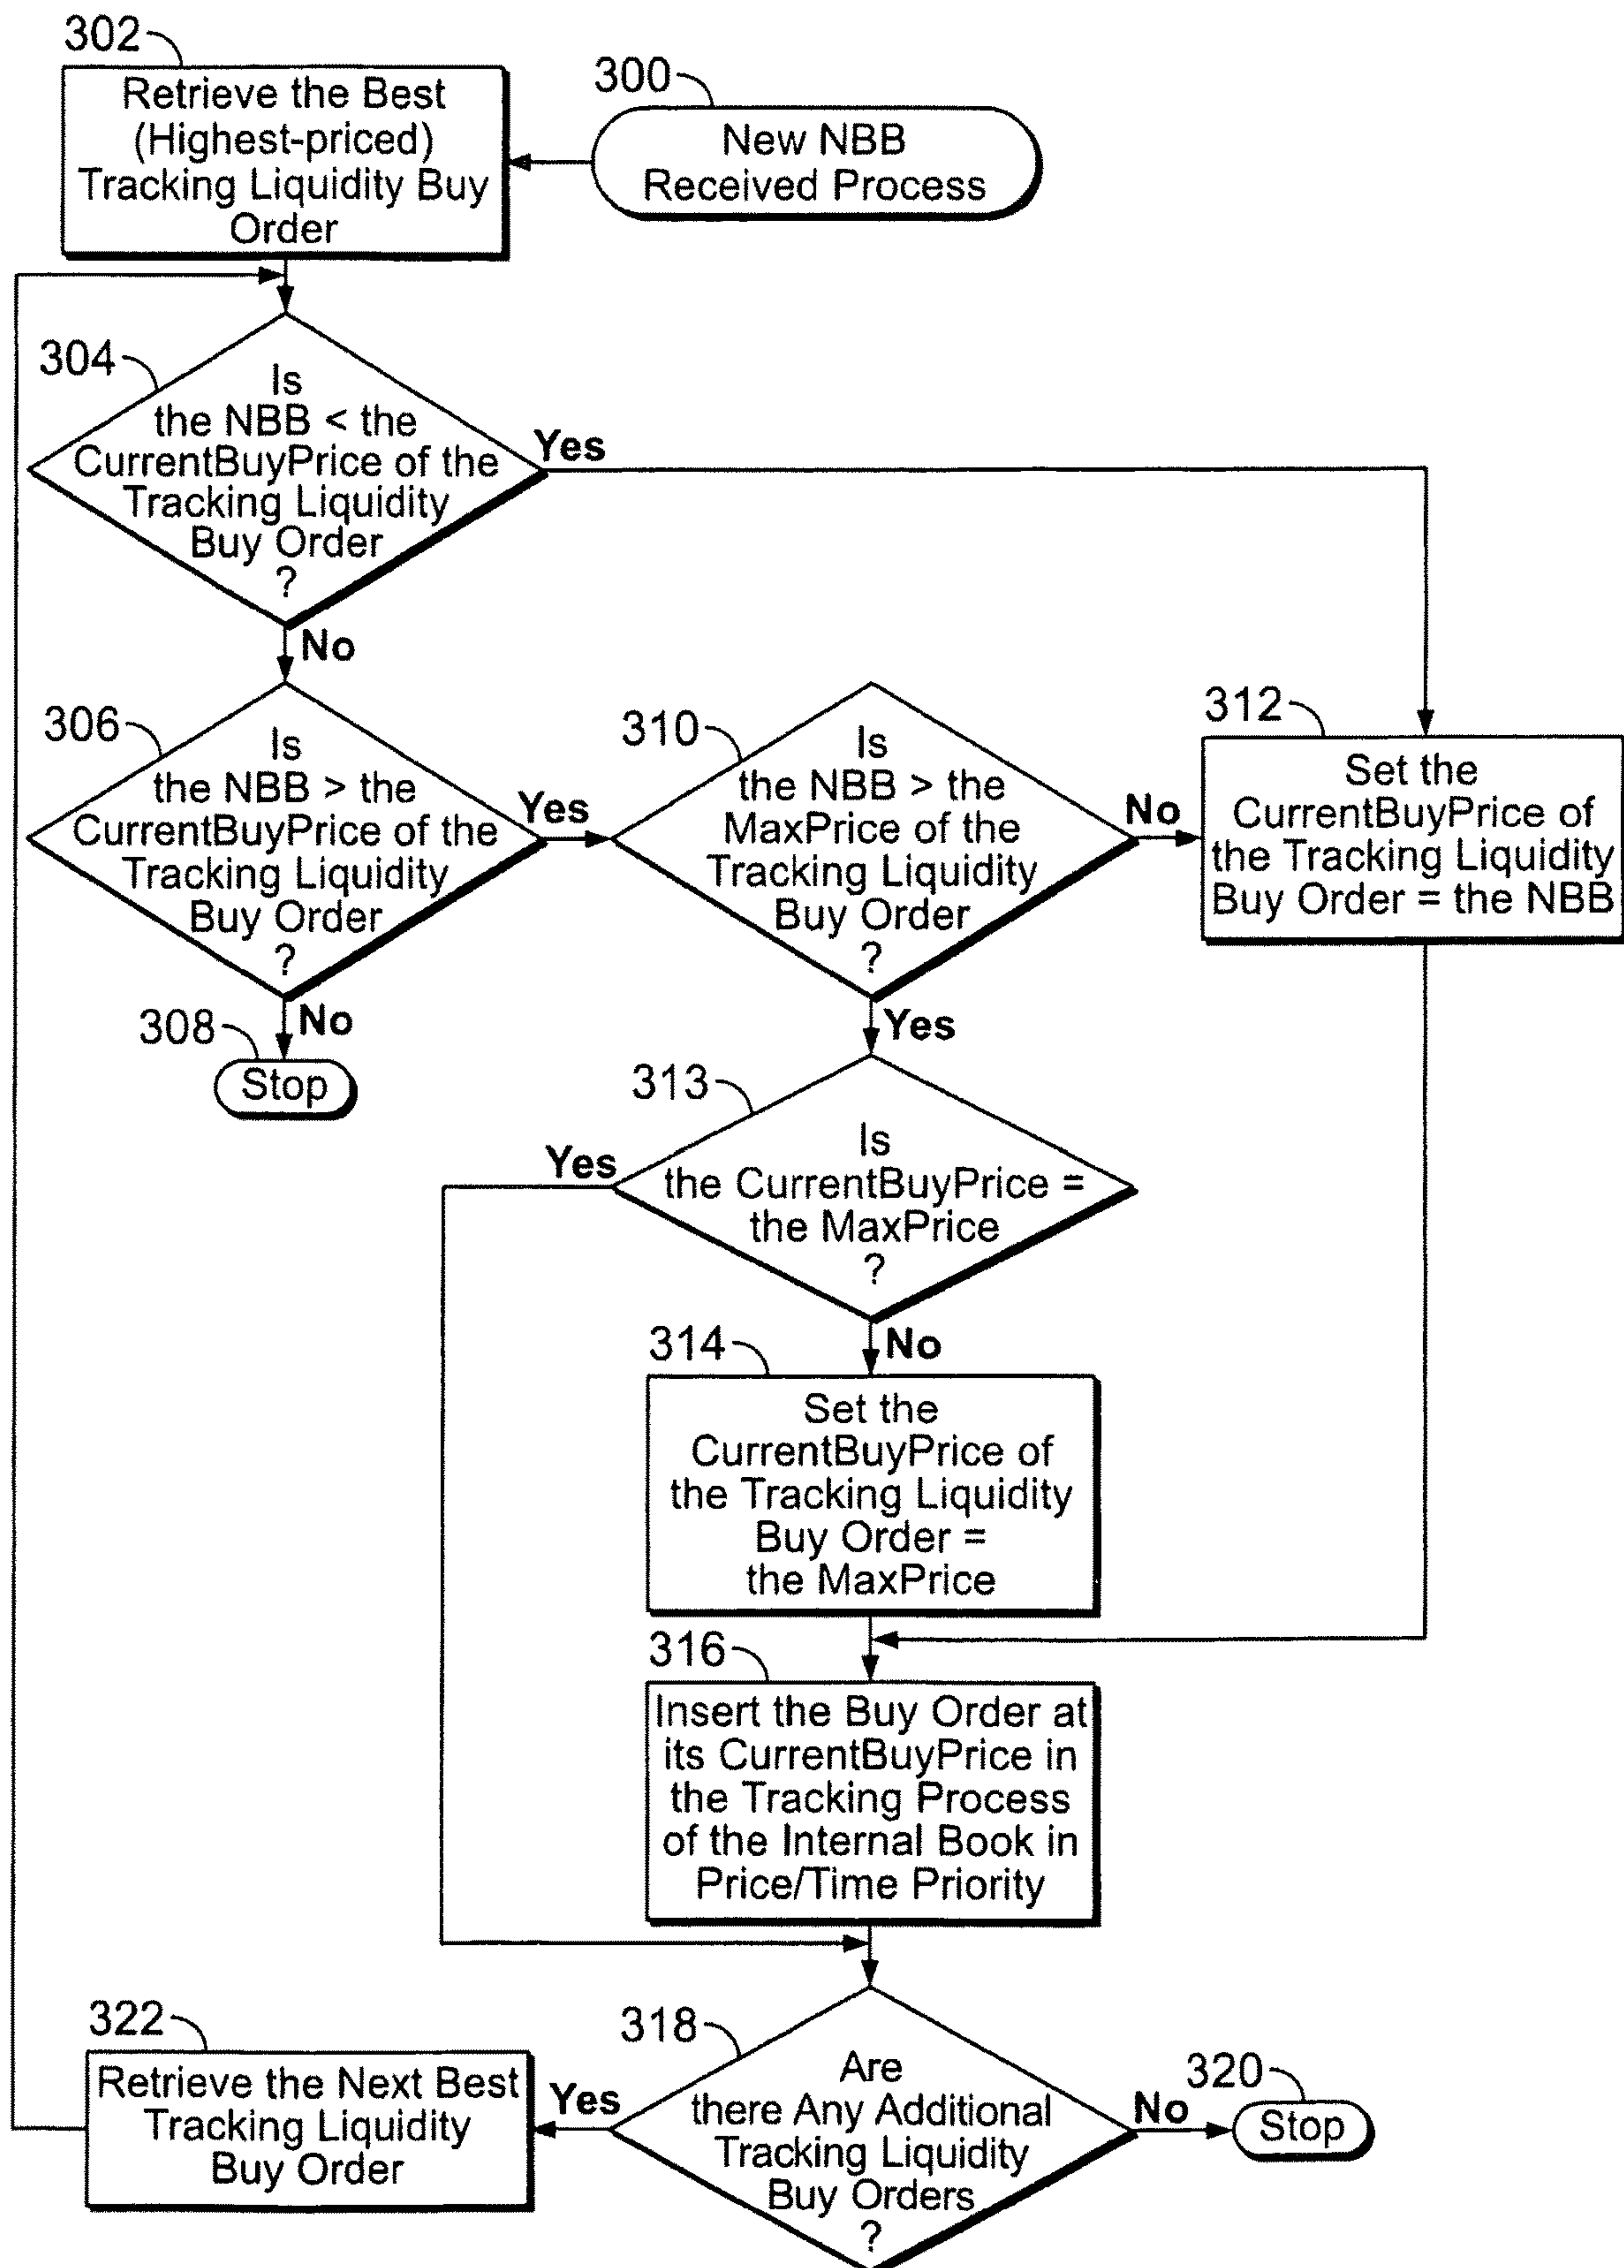 302
Retrieve the Best
(Highest-priced)
Tracking Liquidity Buy
Order
300
New NBB
Received Process
304
Is
the NBB < the
CurrentBuyPrice of the
Tracking Liquidity
Buy Order
?
Yes
No
306
Is
the NBB > the
CurrentBuyPrice of the
Tracking Liquidity
Buy Order
?
Yes
No
308
Stop
310
Is
the NBB > the
MaxPrice of the
Tracking Liquidity
Buy Order
?
No
Yes
312
Set the
CurrentBuyPrice of
the Tracking Liquidity
Buy Order = the NBB
313
Is
the CurrentBuyPrice =
the MaxPrice
?
Yes
No
314
Set the
CurrentBuyPrice of
the Tracking Liquidity
Buy Order =
the MaxPrice
316
Insert the Buy Order at
its CurrentBuyPrice in
the Tracking Process
of the Internal Book in
Price/Time Priority
318
Are
there Any Additional
Tracking Liquidity
Buy Orders
?
Yes
No
320
Stop
322
Retrieve the Next Best
Tracking Liquidity
Buy Order